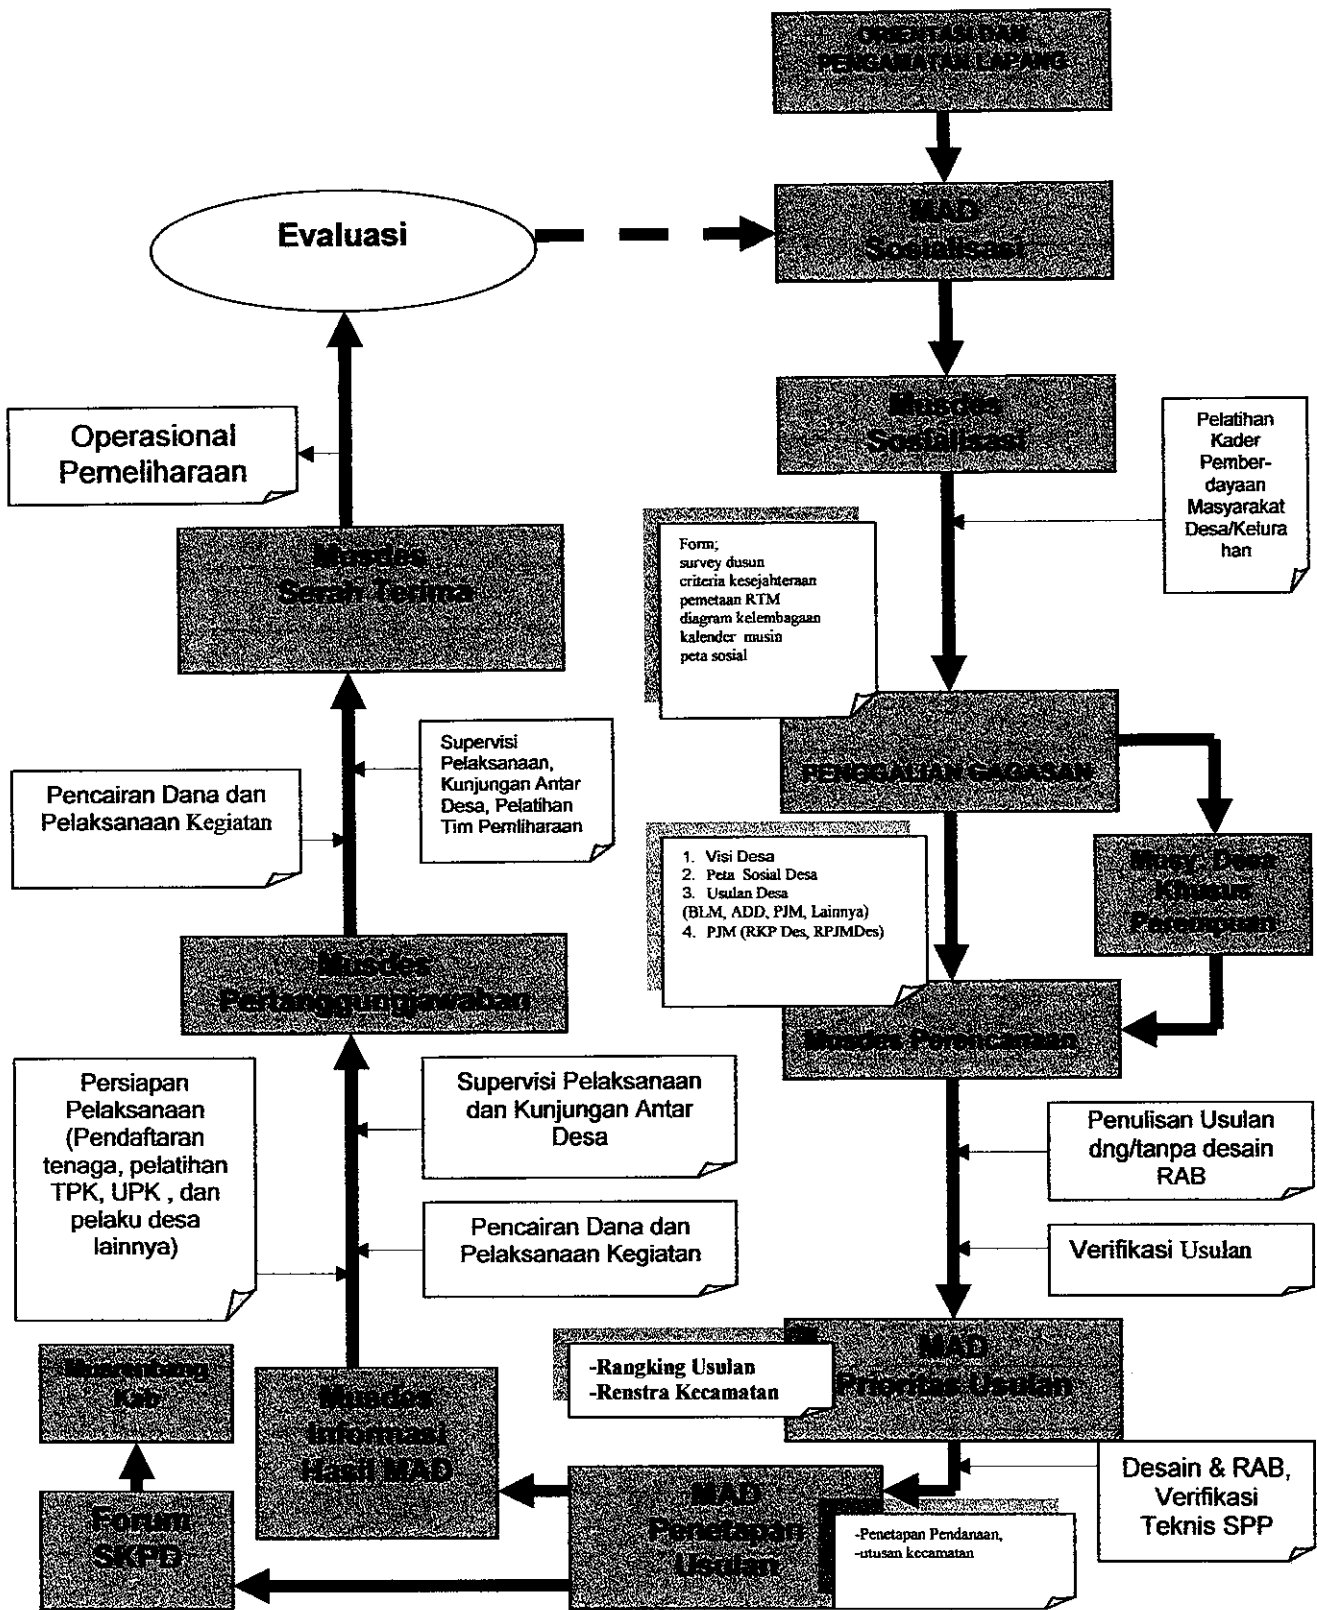 ORIENTASI DAN
PENGAMATAN LAPANG
MAD
Sosialisasi
Evaluasi
Musdes
Sosialisasi
Pelatihan
Kader
Pember-
dayaan
Masyarakat
Desa/Kelura
han
Operasional
Pemeliharaan
Form;
survey dusun
criteria kesejahteraan
pemetaan RTM
diagram kelembagaan
kalender musin
peta sosial
Musdes
Serah Terima
PENGGALIAN GAGASAN
Supervisi
Pelaksanaan,
Kunjungan Antar
Desa, Pelatihan
Tim Pemliharaan
Pencairan Dana dan
Pelaksanaan Kegiatan
1. Visi Desa
2. Peta Sosial Desa
3. Usulan Desa
(BLM, ADD, PJM, Lainnya)
4. PJM (RKP Des, RPJMDes)
Musy. Desa
Khusus
Perempuan
Musdes
Pertanggungjawaban
Musdes Perencanaan
Persiapan
Pelaksanaan
(Pendaftaran
tenaga, pelatihan
TPK, UPK , dan
pelaku desa
lainnya)
Supervisi Pelaksanaan
dan Kunjungan Antar
Desa
Penulisan Usulan
dng/tanpa desain
RAB
Pencairan Dana dan
Pelaksanaan Kegiatan
Verifikasi Usulan
MAD
Prioritas Usulan
-Rangking Usulan
-Renstra Kecamatan
Musrenbang
Kab
Musdes
Informasi
Hasil MAD
Desain & RAB,
Verifikasi
Teknis SPP
MAD
Penetapan
Usulan
-Penetapan Pendanaan,
-utusan kecamatan
Forum
SKPD